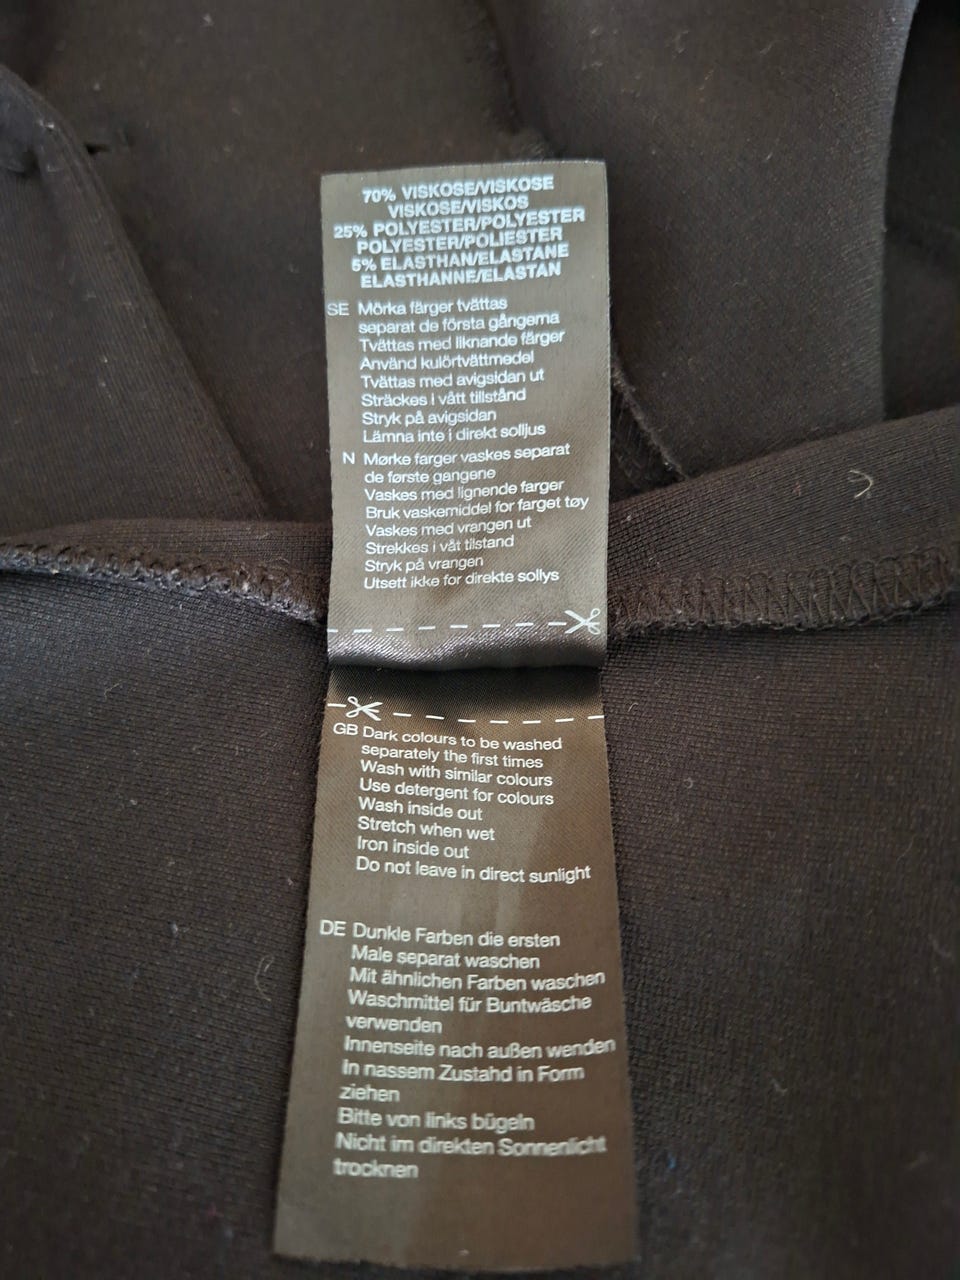 70% VISKOSE/VISKOSE
VISKOSE/VISKOS
25% POLYESTER/POLYESTER
POLYESTER/POLIESTER
5% ELASTHAN/ELASTANE
ELASTHANNE/ELASTAN
SE Mörka färger tvättas
separat de första gångerna
Tvättas med liknande färger
Använd kulörtvättmedel
Tvättas med avigsidan ut
Sträckes i vått tillstånd
Stryk på avigsidan
Lämna inte i direkt solljus
N Mørke farger vaskes separat
de første gangene
Vaskes med lignende farger
Bruk vaskemiddel for farget tøy
Vaskes med vrangen ut
Strekkes i våt tilstand
Stryk på vrangen
Utsett ikke for direkte sollys
GB Dark colours to be washed
separately the first times
Wash with similar colours
Use detergent for colours
Wash inside out
Stretch when wet
Iron inside out
Do not leave in direct sunlight
DE Dunkle Farben die ersten
Male separat waschen
Mit ähnlichen Farben waschen
Waschmittel für Buntwäsche
verwenden
Innenseite nach außen wenden
In nassem Zustahd in Form
ziehen
Bitte von links bügeln
Nicht im direkten Sonnenlicht
trocknen